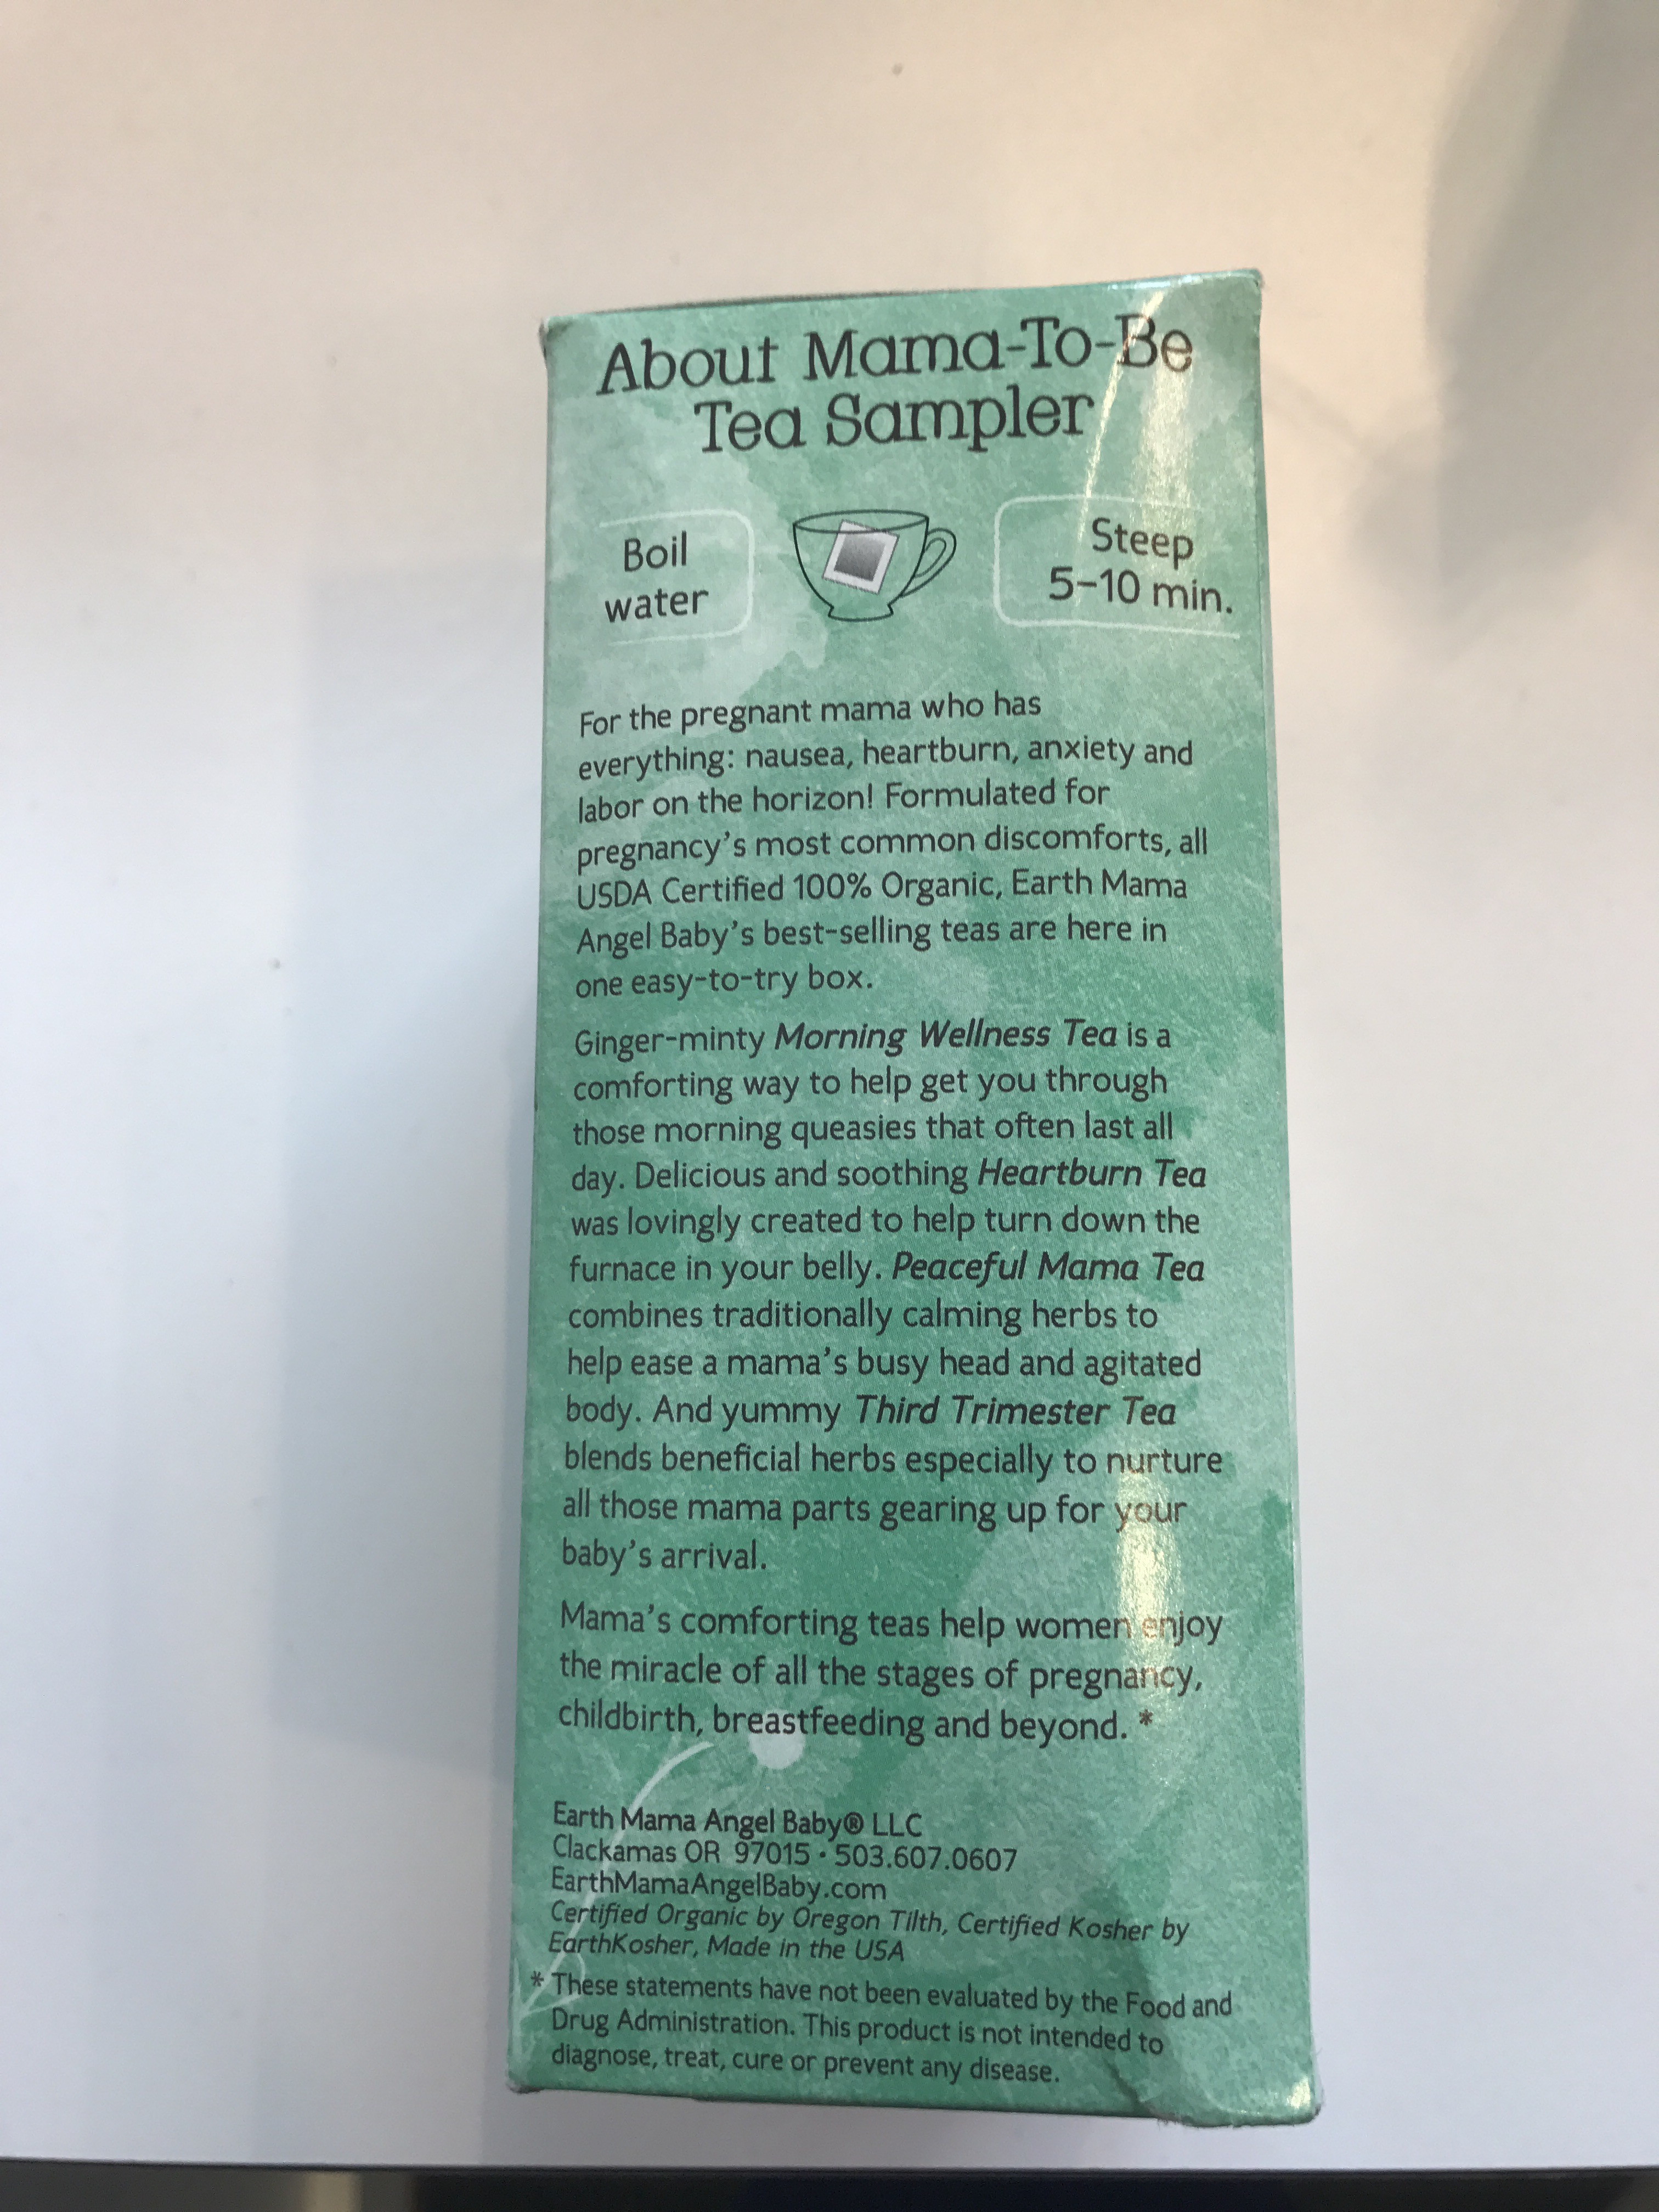 About Mama-To-Be
Tea Sampler
Boil
water
Steep
5-10 min.
For the pregnant mama who has
everything: nausea, heartburn, anxiety and
labor on the horizon! Formulated for
pregnancy's most common discomforts, all
USDA Certified 100% Organic, Earth Mama
Angel Baby's best-selling teas are here in
one easy-to-try box.
Ginger-minty Morning Wellness Tea is a
comforting way to help get you through
those morning queasies that often last all
day. Delicious and soothing Heartburn Tea
was lovingly created to help turn down the
furnace in your belly. Peaceful Mama Tea
combines traditionally calming herbs to
help ease a mama's busy head and agitated
body. And yummy Third Trimester Tea
blends beneficial herbs especially to nurture
all those mama parts gearing up for your
baby's arrival.
Mama's comforting teas help women enjoy
the miracle of all the stages of pregnancy,
childbirth, breastfeeding and beyond. *
Earth Mama Angel Baby® LLC
Clackamas OR 97015 • 503.607.0607
EarthMamaAngelBaby.com
Certified Organic by Oregon Tilth, Certified Kosher by
EarthKosher, Made in the USA
* These statements have not been evaluated by the Food and
Drug Administration. This product is not intended to
diagnose, treat, cure or prevent any disease.